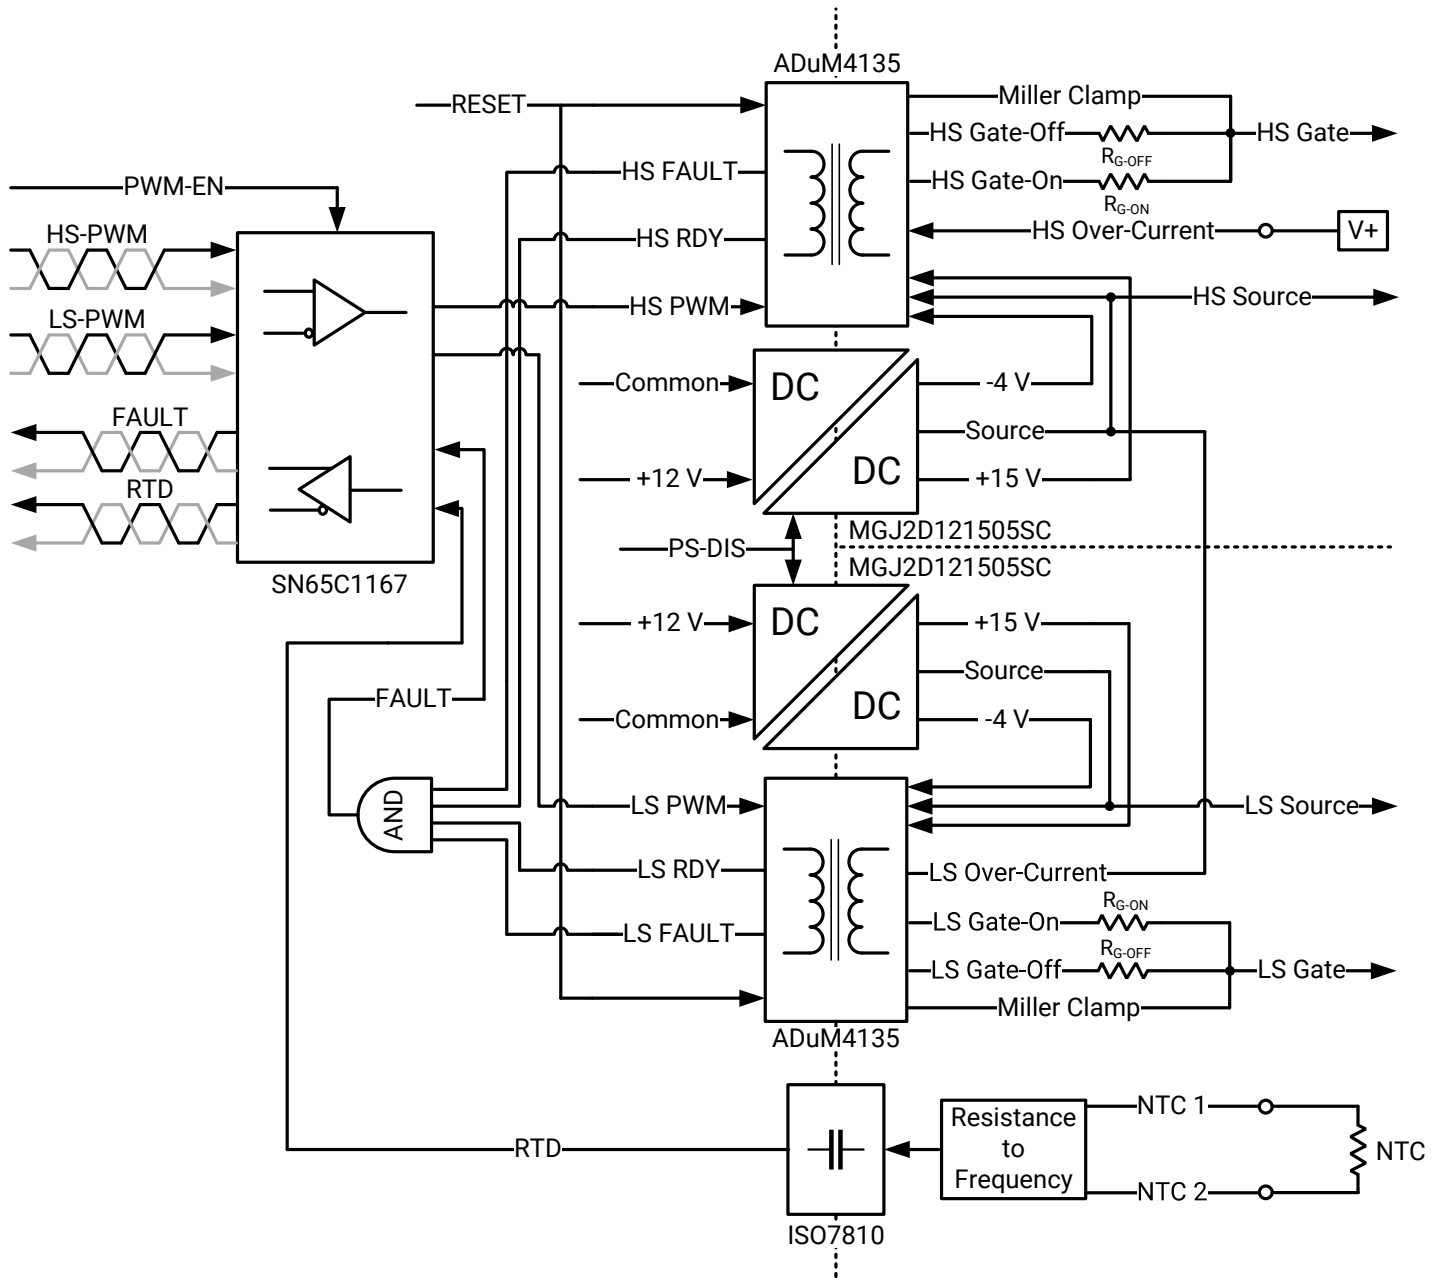 ADuM4135
RESET
Miller Clamp
HS Gate-Off
HS Gate
RG-OFF
HS FAULT
HS Gate-On
RG-ON
PWM-EN
HS-PWM
HS RDY
HS Over-Current
V+
HS PWM
HS Source
LS-PWM
Common
DC
-4 V
FAULT
Source
+12 V
DC
+15 V
RTD
MGJ2D121505SC
PS-DIS
MGJ2D121505SC
SN65C1167
+12 V
DC
+15 V
Source
FAULT
Common
DC
-4 V
AND
LS PWM
LS Source
LS RDY
LS Over-Current
RG-ON
LS Gate-On
LS FAULT
RG-OFF
LS Gate-Off
LS Gate
Miller Clamp
ADuM4135
Resistance
to
Frequency
NTC 1
RTD
NTC
NTC 2
ISO7810